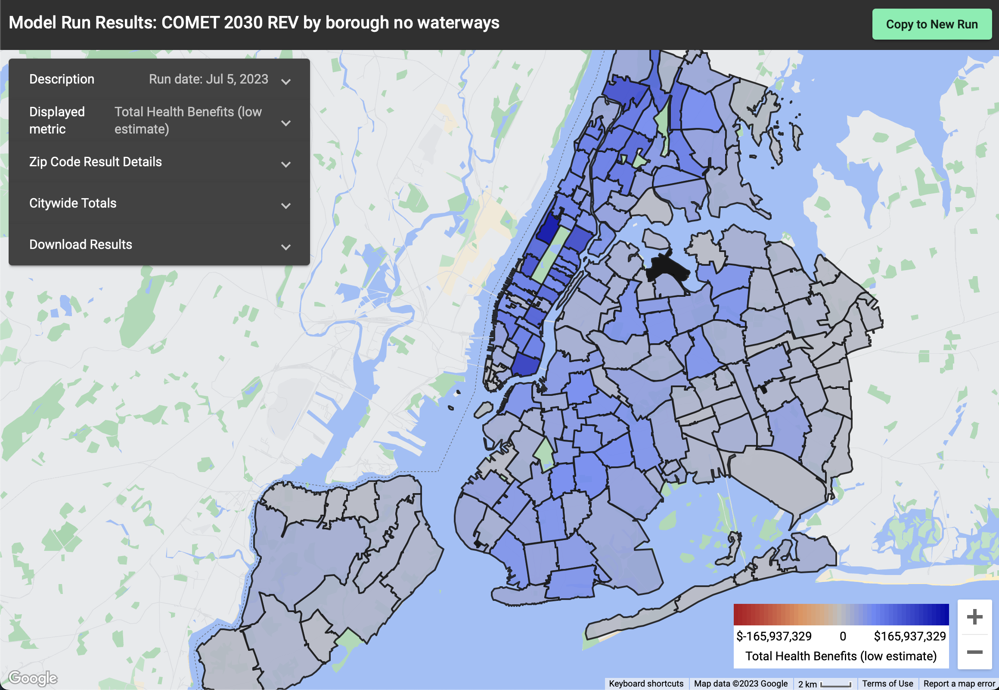 Model Run Results: COMET 2030 REV by borough no waterways
Copy to New Run
Description Run date: Jul 5, 2023
Displayed metric
Total Health Benefits (low estimate)
Zip Code Result Details
Citywide Totals
Download Results
$-165,937,329 0 $165,937,329
Total Health Benefits (low estimate)
Google
Keyboard shortcuts Map data ©2023 Google 2 km Terms of Use Report a map error